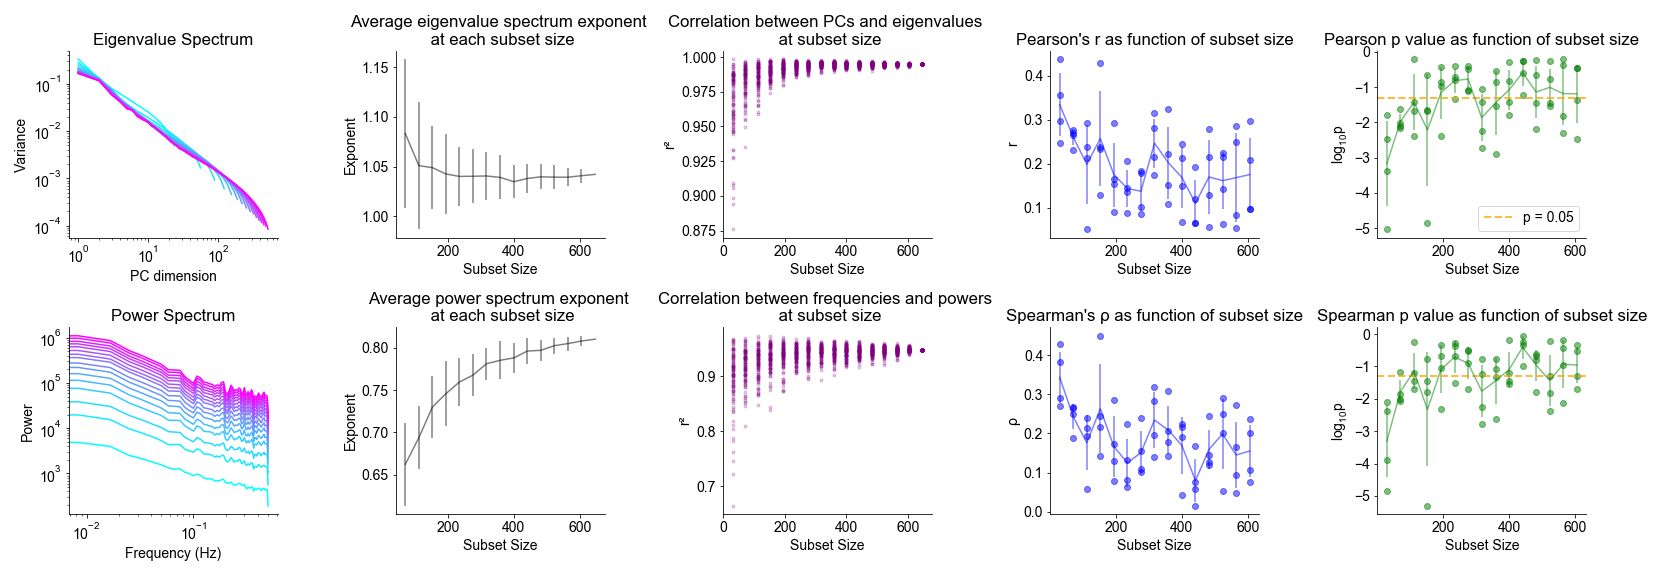 Eigenvalue Spectrum
Variance
10⁻¹
10⁻²
10⁻³
10⁻⁴
10⁰
10¹
10²
PC dimension
Average eigenvalue spectrum exponent
at each subset size
Exponent
1.15
1.10
1.05
1.00
200
400
600
Subset Size
Correlation between PCs and eigenvalues
at subset size
r²
1.000
0.975
0.950
0.925
0.900
0.875
0
200
400
600
Subset Size
Pearson's r as function of subset size
r
0.4
0.3
0.2
0.1
200
400
600
Subset Size
Pearson p value as function of subset size
log₁₀p
0
−1
−2
−3
−4
−5
p = 0.05
200
400
600
Subset Size
Power Spectrum
Power
10⁶
10⁵
10⁴
10³
10⁻²
10⁻¹
Frequency (Hz)
Average power spectrum exponent
at each subset size
Exponent
0.80
0.75
0.70
0.65
200
400
600
Subset Size
Correlation between frequencies and powers
at subset size
r²
0.9
0.8
0.7
0
200
400
600
Subset Size
Spearman's ρ as function of subset size
ρ
0.4
0.3
0.2
0.1
0.0
200
400
600
Subset Size
Spearman p value as function of subset size
log₁₀p
0
−1
−2
−3
−4
−5
200
400
600
Subset Size